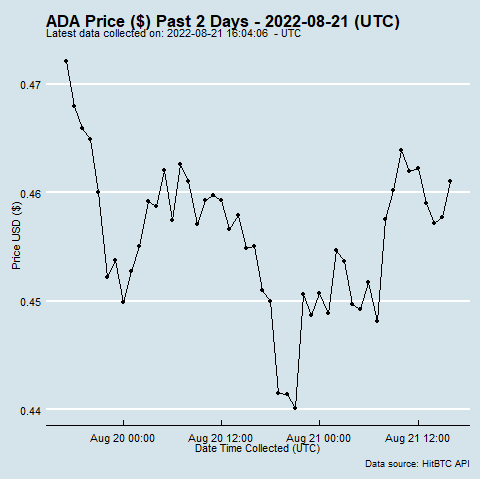 ADA Price ($) Past 2 Days - 2022-08-21 (UTC)
Latest data collected on: 2022-08-21 16:04:06  - UTC
0.47
0.46
0.45
0.44
Price USD ($)
Aug 20 00:00 Aug 20 12:00 Aug 21 00:00 Aug 21 12:00
Date Time Collected (UTC)
Data source: HitBTC API